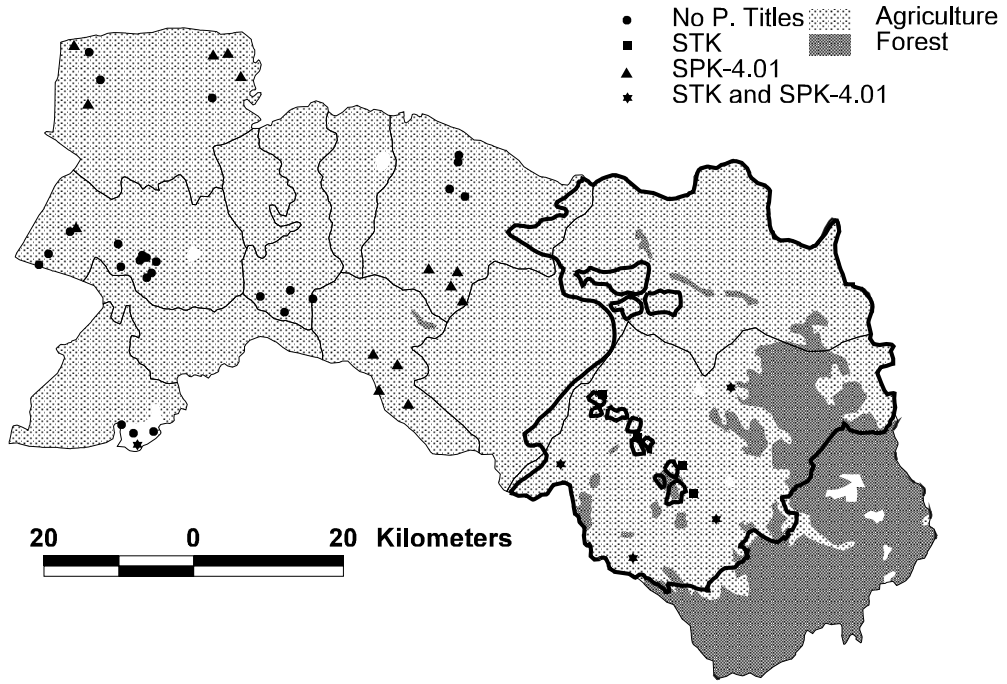 No P. Titles Agriculture
STK Forest
SPK-4.01
STK and SPK-4.01
20 0 20 Kilometers